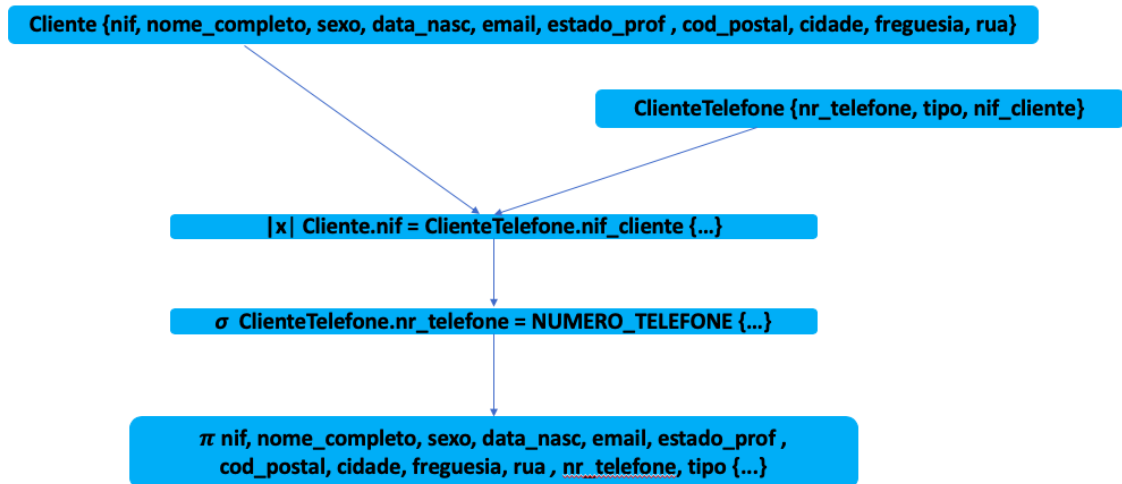 Cliente {nif, nome_completo, sexo, data_nasc, email, estado_prof , cod_postal, cidade, freguesia, rua}
ClienteTelefone {nr_telefone, tipo, nif_cliente}
|x| Cliente.nif = ClienteTelefone.nif_cliente {...}
σ ClienteTelefone.nr_telefone = NUMERO_TELEFONE {...}
π nif, nome_completo, sexo, data_nasc, email, estado_prof ,
cod_postal, cidade, freguesia, rua , nr_telefone, tipo {...}